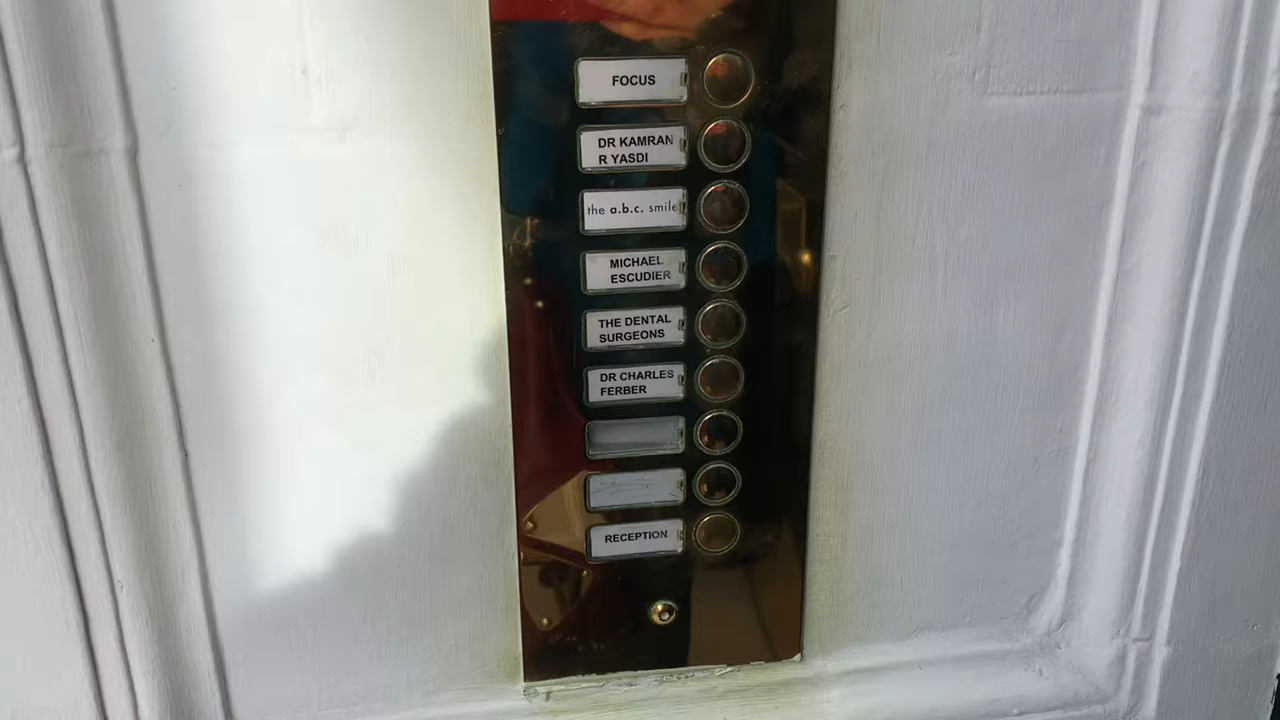 FOCUS
DR KAMRAN
R YASDI
the a.b.c. smile
MICHAEL
ESCUDIER
THE DENTAL
SURGEONS
DR CHARLES
FERBER
RECEPTION